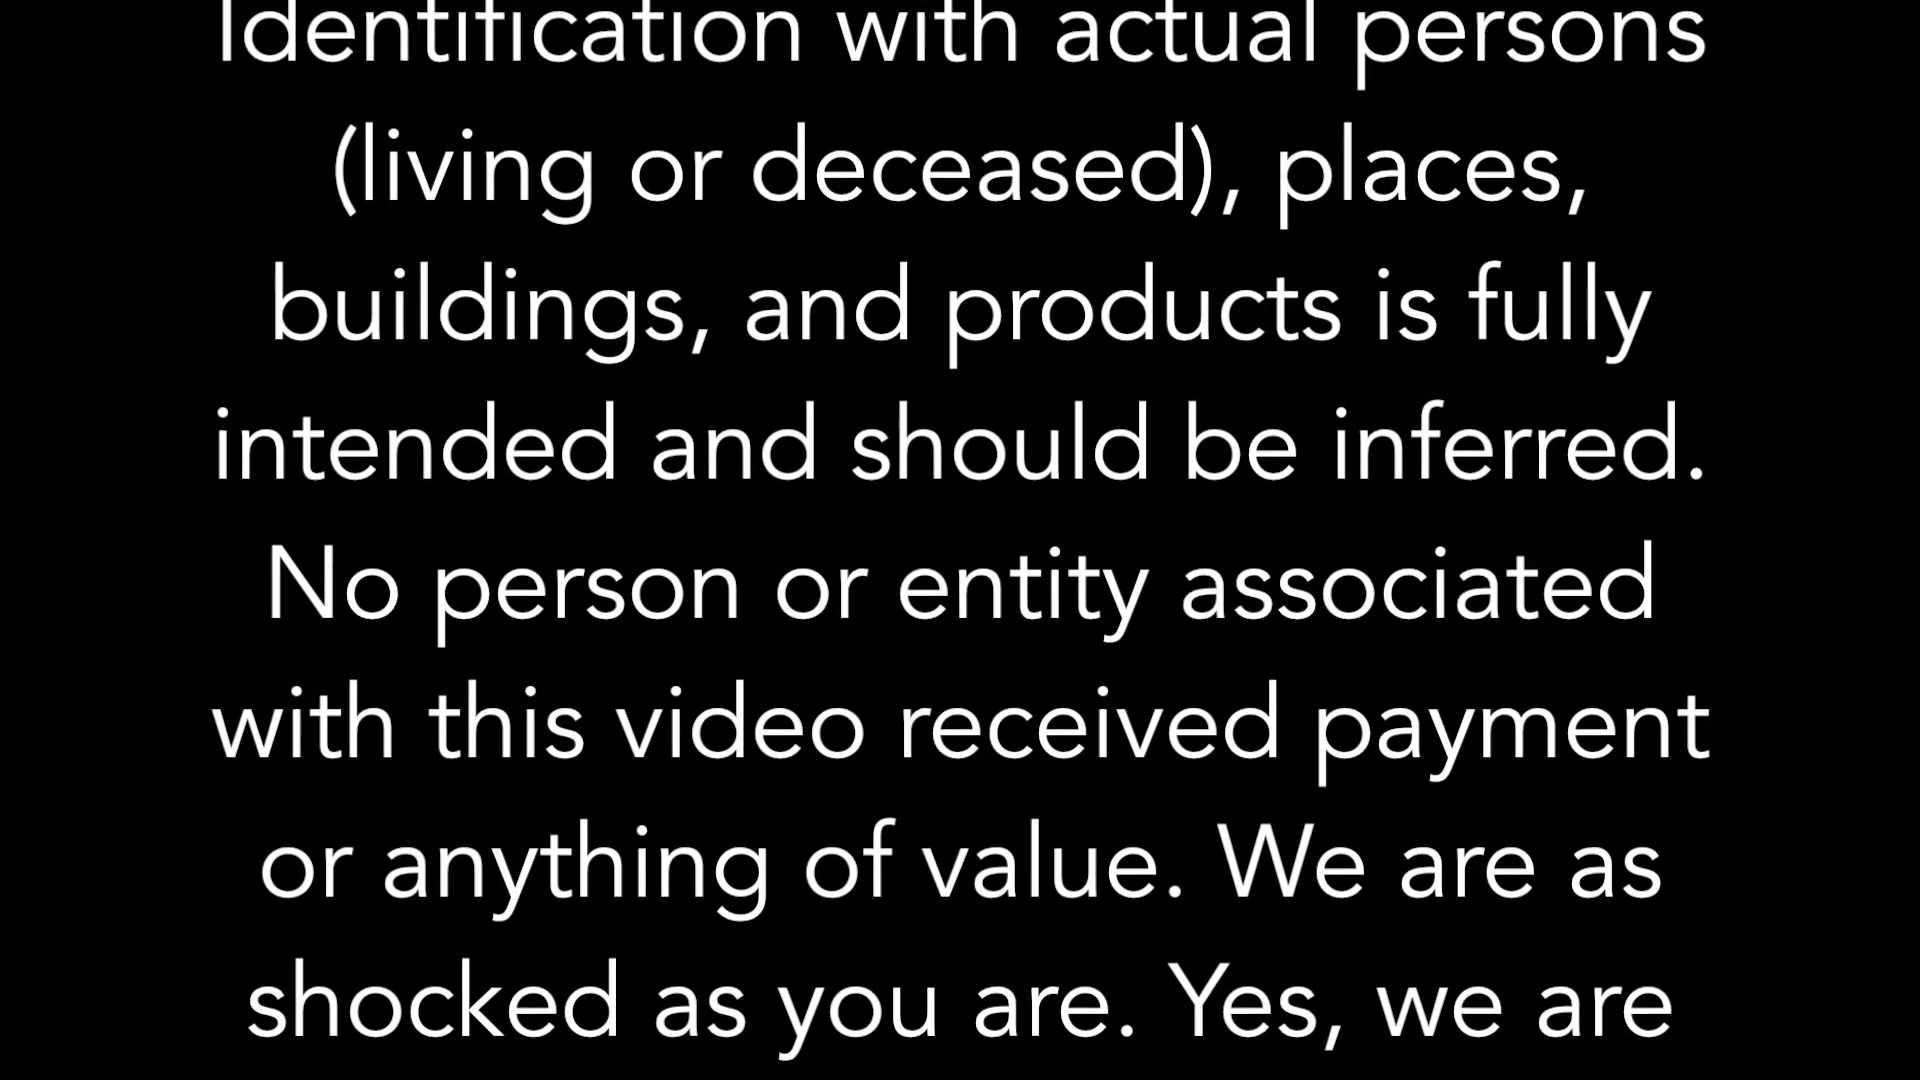 Identification with actual persons
(living or deceased), places,
buildings, and products is fully
intended and should be inferred.
No person or entity associated
with this video received payment
or anything of value. We are as
shocked as you are. Yes, we are